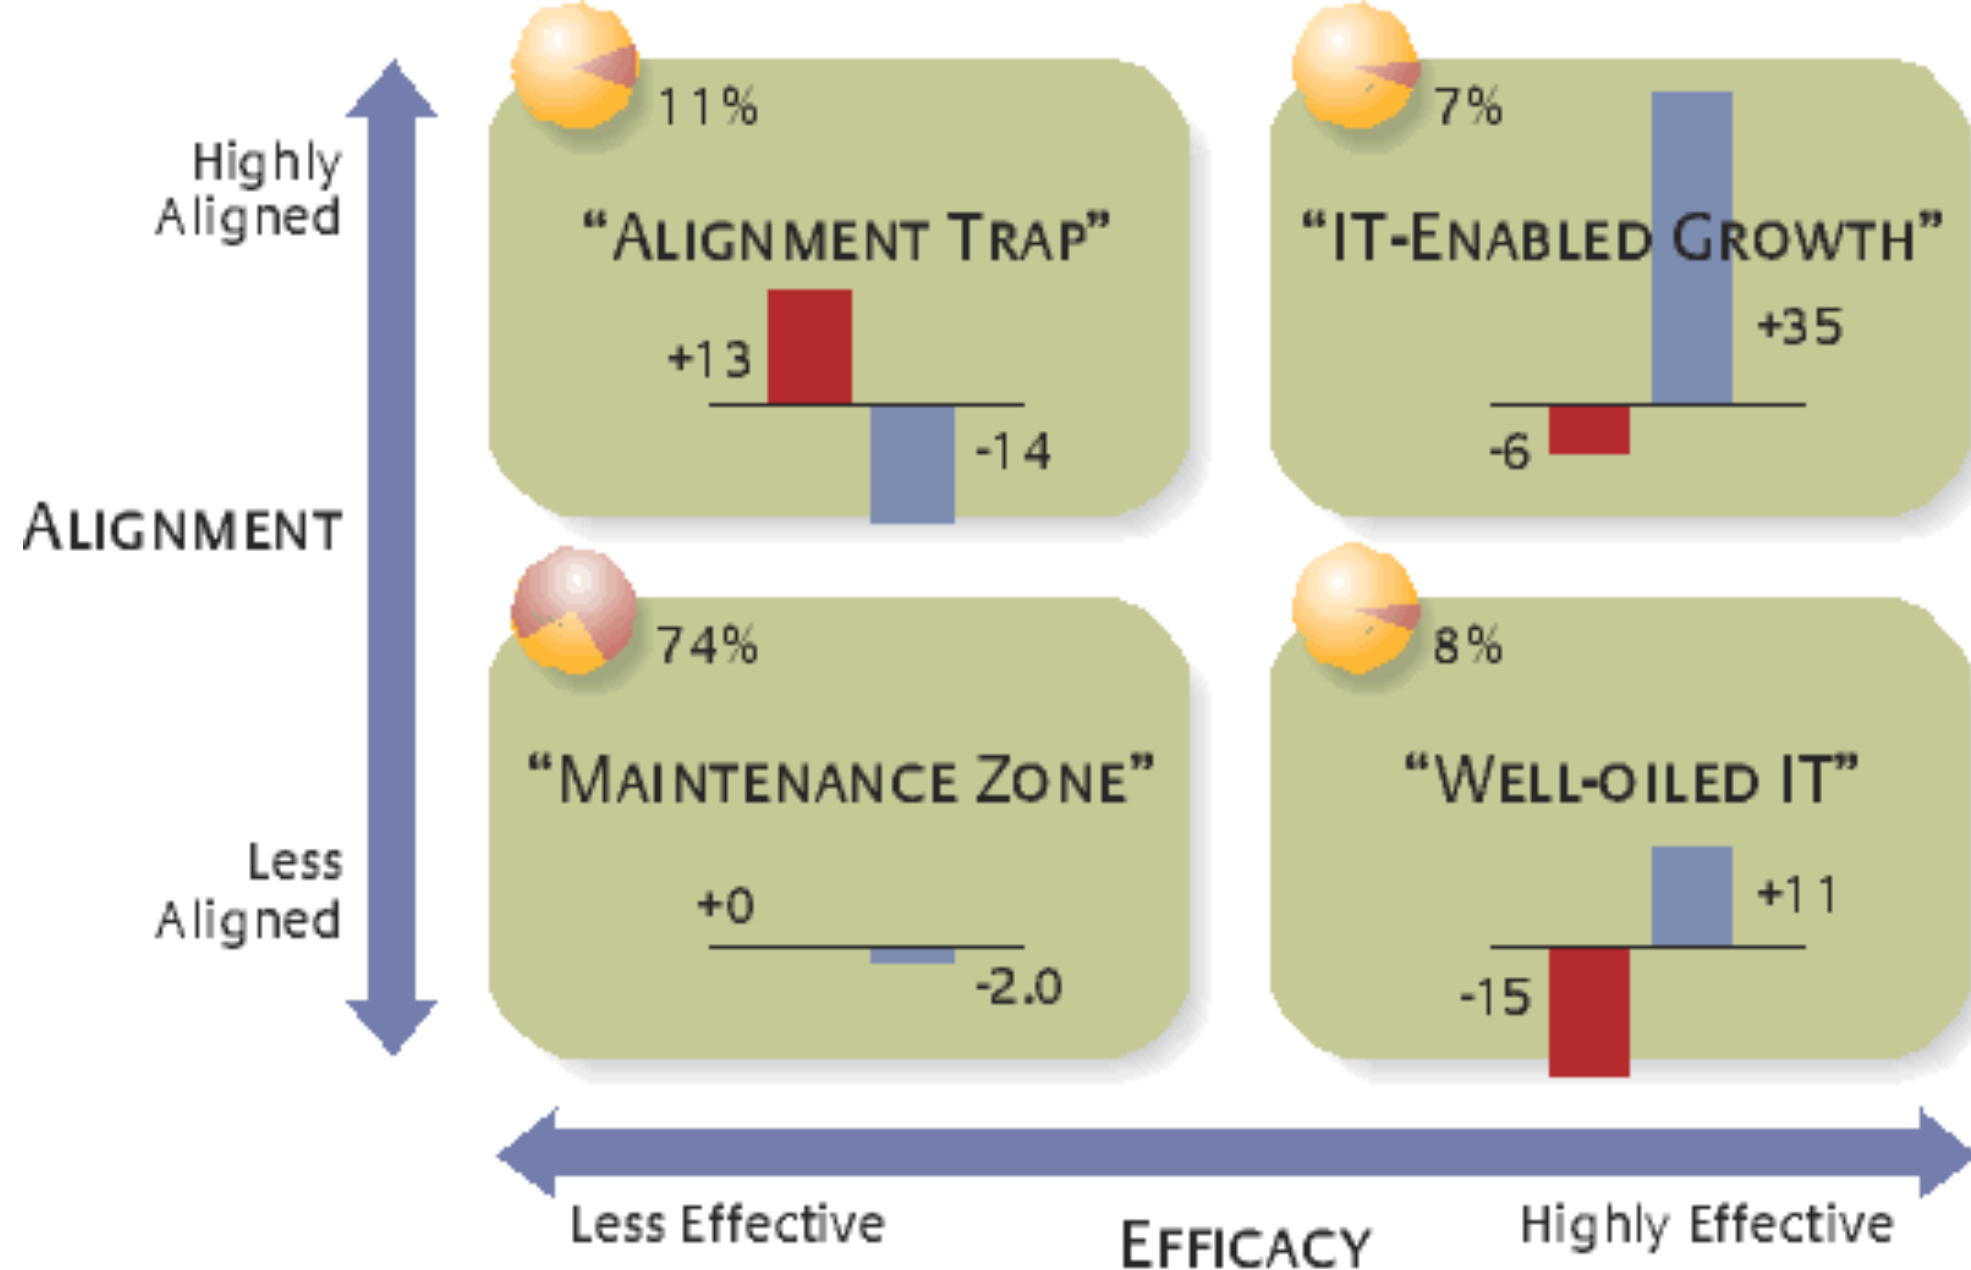 11%
7%
Highly
Aligned
“ALIGNMENT TRAP”
“IT-ENABLED GROWTH”
+13
+35
-14
-6
ALIGNMENT
74%
8%
“MAINTENANCE ZONE”
“WELL-OILED IT”
Less
Aligned
+0
+11
-2.0
-15
Less Effective
EFFICACY
Highly Effective